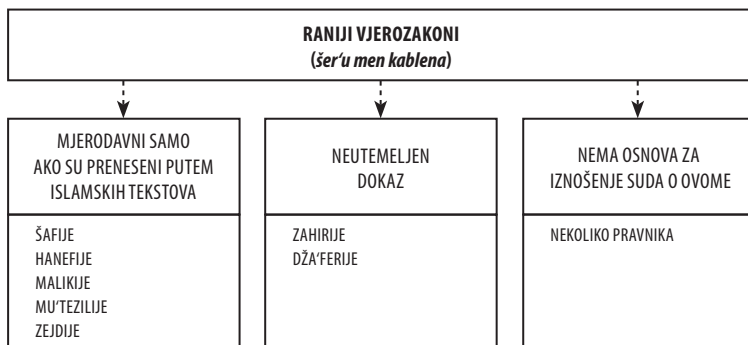 RANIJI VJEROZAKONI
(šer‘u men kablena)
MJERODAVNI SAMO
AKO SU PRENESENI PUTEM
ISLAMSKIH TEKSTOVA
ŠAFIJE
HANEFIJE
MALIKIJE
MU‘TEZILIJE
ZEJDIJE
NEUTEMELJEN
DOKAZ
ZAHIRIJE
DŽA‘FERIJE
NEMA OSNOVA ZA
IZNOŠENJE SUDA O OVOME
NEKOLIKO PRAVNIKA